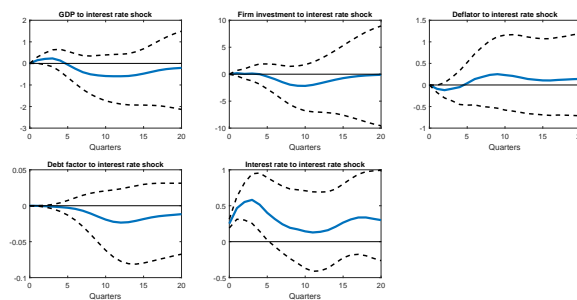 GDP to interest rate shock
2
1
0
-1
-2
-3
0 5 10 15 20
Quarters
Firm investment to interest rate shock
10
5
0
-5
-10
0 5 10 15 20
Quarters
Deflator to interest rate shock
1.5
1
0.5
0
-0.5
-1
0 5 10 15 20
Quarters
Debt factor to interest rate shock
0.05
0
-0.05
-0.1
0 5 10 15 20
Quarters
Interest rate to interest rate shock
1
0.5
0
-0.5
0 5 10 15 20
Quarters